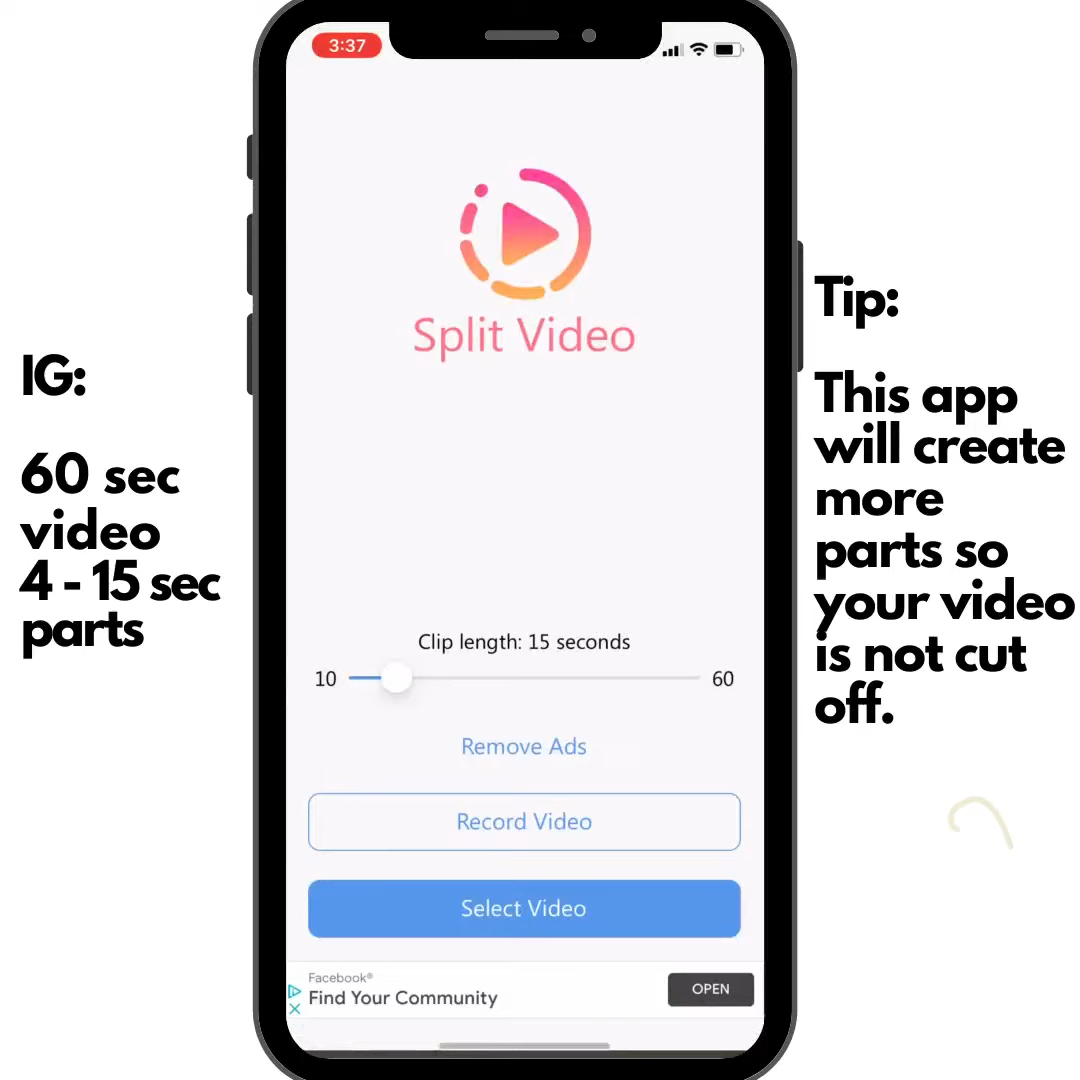 3:37
Split Video
IG:
60 sec
video
4 - 15 sec
parts
Tip:
This app
will create
more
parts so
your video
is not cut
off.
Clip length: 15 seconds
10
60
Remove Ads
Record Video
Select Video
Facebook®
Find Your Community
OPEN